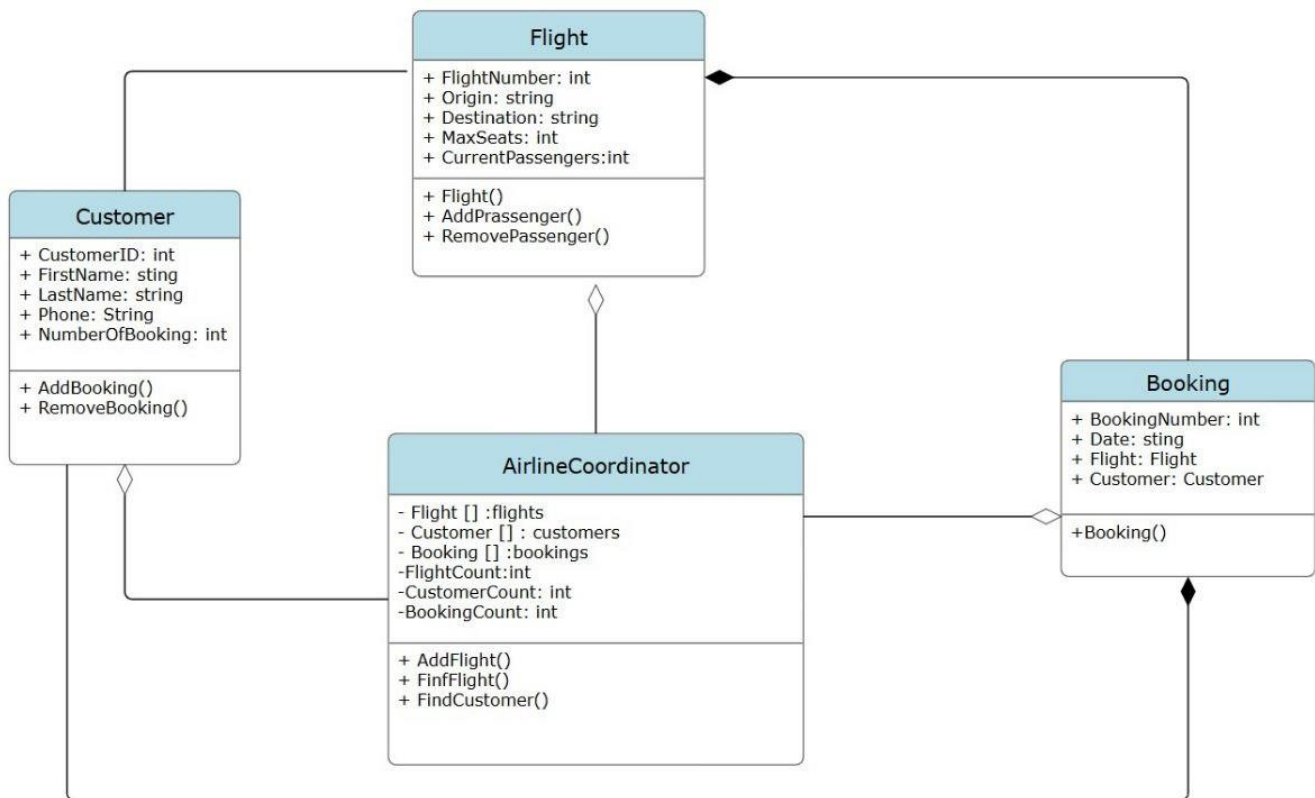 Flight
+ FlightNumber: int
+ Origin: string
+ Destination: string
+ MaxSeats: int
+ CurrentPassengers:int
+ Flight()
+ AddPrassenger()
+ RemovePassenger()
Customer
+ CustomerID: int
+ FirstName: sting
+ LastName: string
+ Phone: String
+ NumberOfBooking: int
+ AddBooking()
+ RemoveBooking()
Booking
+ BookingNumber: int
+ Date: sting
+ Flight: Flight
+ Customer: Customer
+Booking()
AirlineCoordinator
- Flight [] :flights
- Customer [] : customers
- Booking [] :bookings
-FlightCount:int
-CustomerCount: int
-BookingCount: int
+ AddFlight()
+ FinfFlight()
+ FindCustomer()